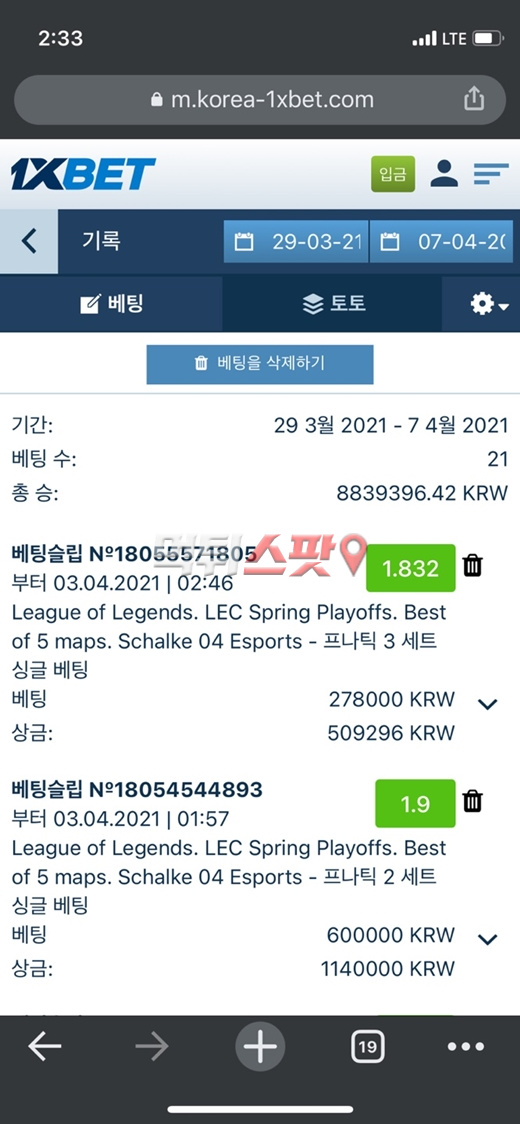 2:33
LTE
m.korea-1xbet.com
1XBET
입금
기록
29-03-21
07-04-20
베팅
토토
베팅을 삭제하기
기간:
29 3월 2021 - 7 4월 2021
베팅 수:
21
총 승:
8839396.42 KRW
먹튀스팟
베팅슬립 №18055571805
1.832
부터 03.04.2021 | 02:46
League of Legends. LEC Spring Playoffs. Best
of 5 maps. Schalke 04 Esports - 프나틱 3 세트
싱글 베팅
베팅
278000 KRW
상금:
509296 KRW
베팅슬립 №18054544893
1.9
부터 03.04.2021 | 01:57
League of Legends. LEC Spring Playoffs. Best
of 5 maps. Schalke 04 Esports - 프나틱 2 세트
싱글 베팅
베팅
600000 KRW
상금:
1140000 KRW
19